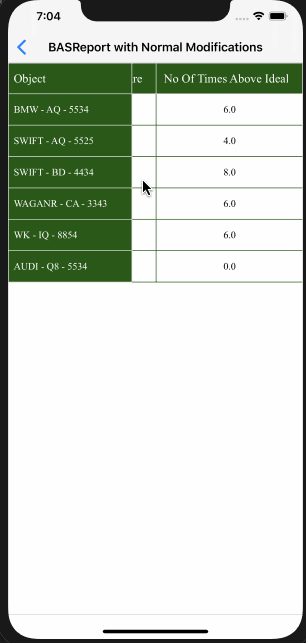 7:04
BASReport with Normal Modifications
Object re No Of Times Above Ideal
BMW - AQ - 5534 6.0
SWIFT - AQ - 5525 4.0
SWIFT - BD - 4434 8.0
WAGANR - CA - 3343 6.0
WK - IQ - 8854 6.0
AUDI - Q8 - 5534 0.0